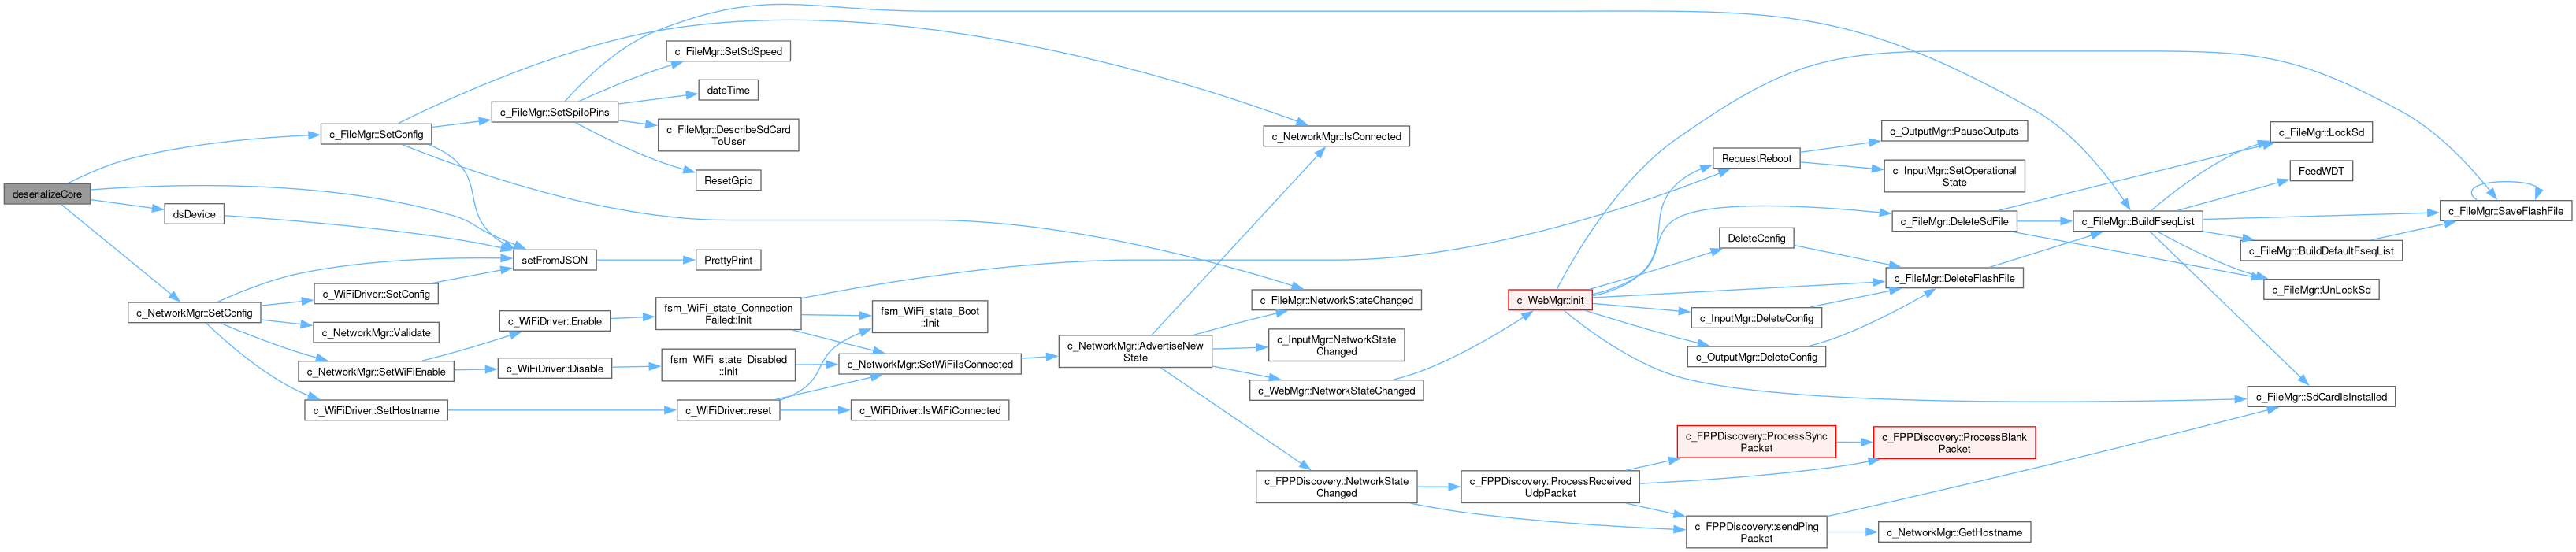 deserializeCore
c_FileMgr::SetConfig
dsDevice
c_NetworkMgr::SetConfig
c_FileMgr::SetSpiIoPins
c_FileMgr::SetSdSpeed
dateTime
c_FileMgr::DescribeSdCard
ToUser
ResetGpio
setFromJSON
PrettyPrint
c_WiFiDriver::SetConfig
c_NetworkMgr::Validate
c_NetworkMgr::SetWiFiEnable
c_WiFiDriver::SetHostname
c_WiFiDriver::Enable
c_WiFiDriver::Disable
fsm_WiFi_state_Connection
Failed::Init
fsm_WiFi_state_Disabled
::Init
c_WiFiDriver::reset
fsm_WiFi_state_Boot
::Init
c_NetworkMgr::SetWiFiIsConnected
c_WiFiDriver::IsWiFiConnected
c_NetworkMgr::AdvertiseNew
State
c_NetworkMgr::IsConnected
c_FileMgr::NetworkStateChanged
c_InputMgr::NetworkState
Changed
c_WebMgr::NetworkStateChanged
c_FPPDiscovery::NetworkState
Changed
c_WebMgr::init
c_FPPDiscovery::ProcessReceived
UdpPacket
RequestReboot
DeleteConfig
c_InputMgr::DeleteConfig
c_OutputMgr::DeleteConfig
c_FPPDiscovery::ProcessSync
Packet
c_FPPDiscovery::sendPing
Packet
c_OutputMgr::PauseOutputs
c_InputMgr::SetOperational
State
c_FileMgr::DeleteSdFile
c_FileMgr::DeleteFlashFile
c_FPPDiscovery::ProcessBlank
Packet
c_NetworkMgr::GetHostname
c_FileMgr::BuildFseqList
c_FileMgr::LockSd
FeedWDT
c_FileMgr::BuildDefaultFseqList
c_FileMgr::UnLockSd
c_FileMgr::SdCardIsInstalled
c_FileMgr::SaveFlashFile